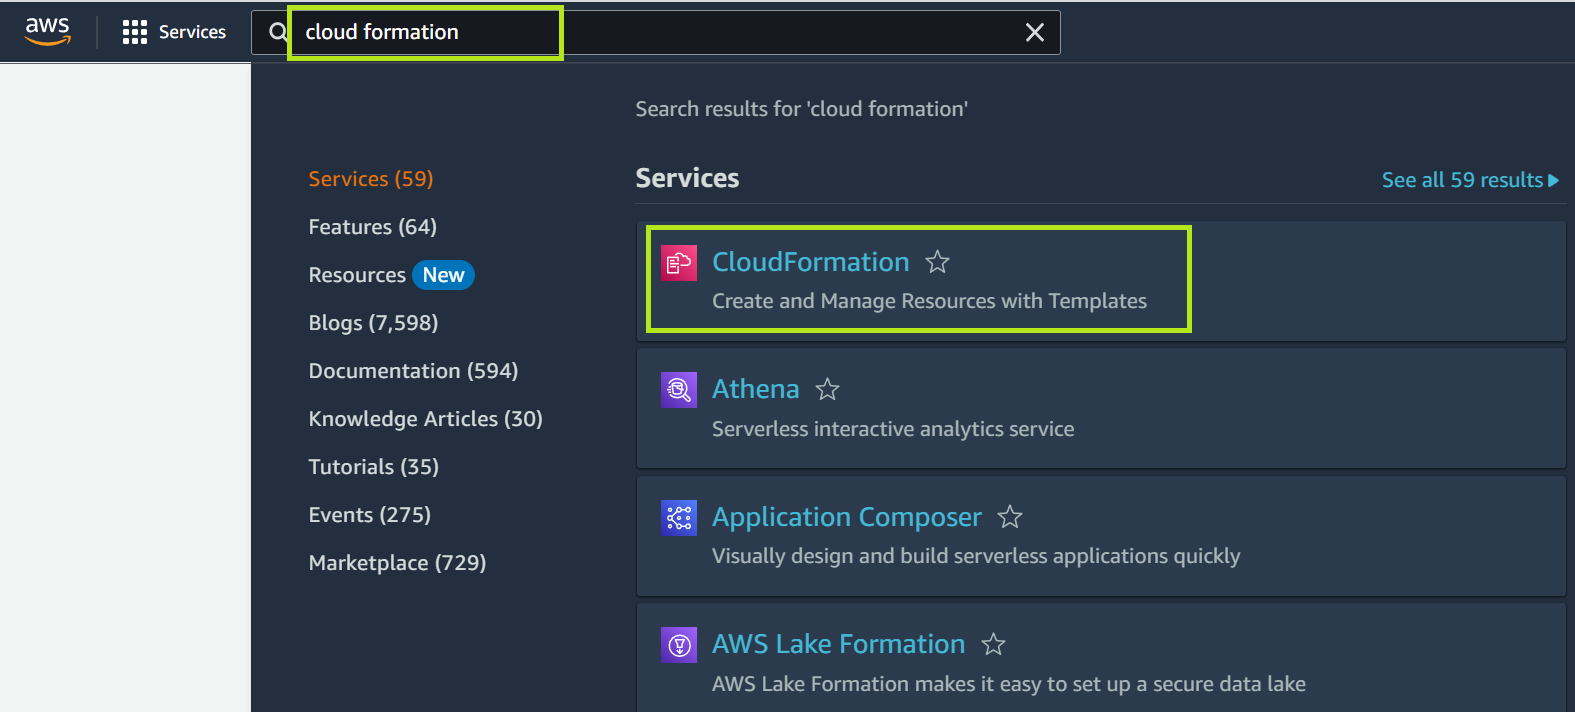 aws
Services
cloud formation
Search results for 'cloud formation'
Services (59)
Features (64)
Resources New
Blogs (7,598)
Documentation (594)
Knowledge Articles (30)
Tutorials (35)
Events (275)
Marketplace (729)
Services
See all 59 results
CloudFormation
Create and Manage Resources with Templates
Athena
Serverless interactive analytics service
Application Composer
Visually design and build serverless applications quickly
AWS Lake Formation
AWS Lake Formation makes it easy to set up a secure data lake